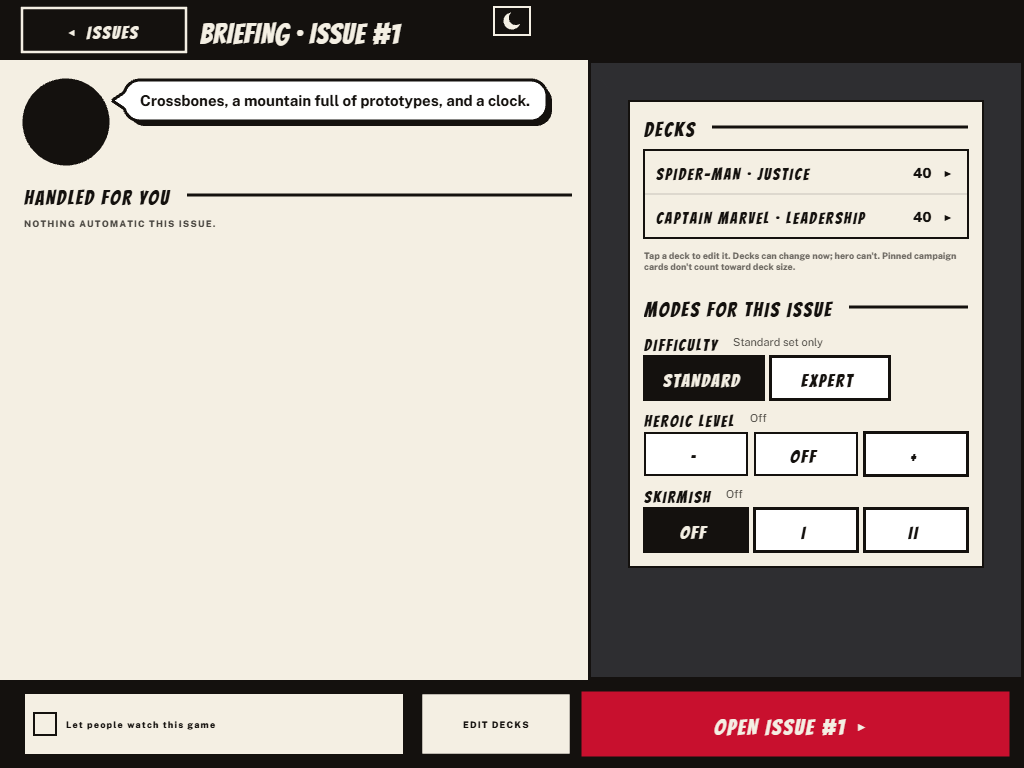 ◂ ISSUES
BRIEFING · ISSUE #1
Crossbones, a mountain full of prototypes, and a clock.
HANDLED FOR YOU
NOTHING AUTOMATIC THIS ISSUE.
DECKS
SPIDER-MAN · JUSTICE 40 ▸
CAPTAIN MARVEL · LEADERSHIP 40 ▸
Tap a deck to edit it. Decks can change now; hero can't. Pinned campaign
cards don't count toward deck size.
MODES FOR THIS ISSUE
DIFFICULTY Standard set only
STANDARD EXPERT
HEROIC LEVEL Off
- OFF +
SKIRMISH Off
OFF I II
Let people watch this game
EDIT DECKS
OPEN ISSUE #1 ▸